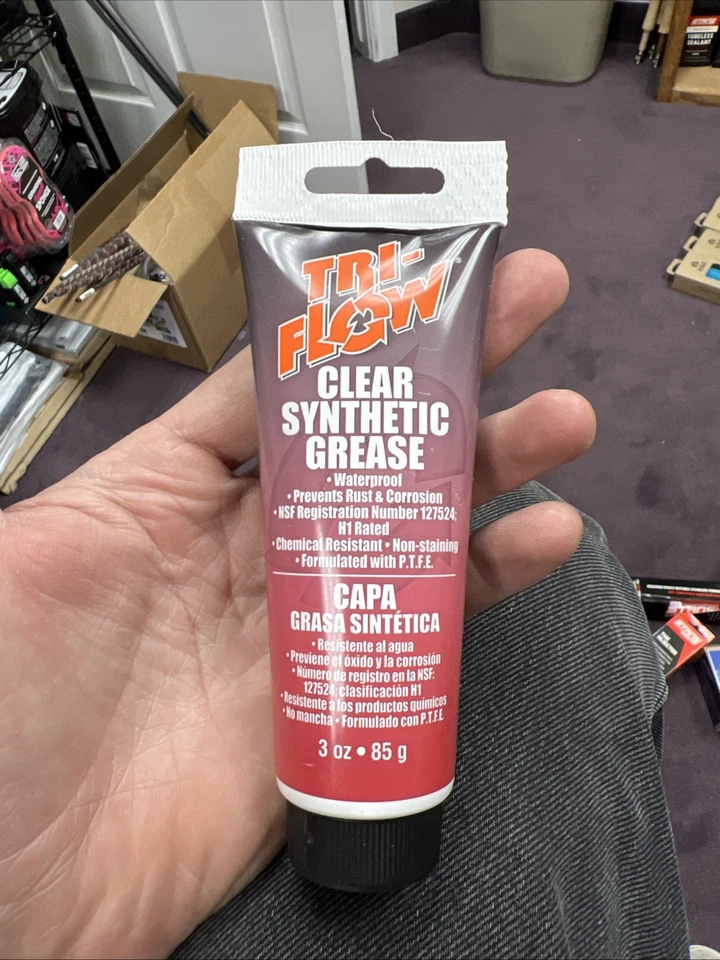 TRI-
FLOW
CLEAR
SYNTHETIC
GREASE
• Waterproof
• Prevents Rust & Corrosion
• NSF Registration Number 127524;
H1 Rated
• Chemical Resistant • Non-staining
• Formulated with P.T.F.E.
CAPA
GRASA SINTÉTICA
• Resistente al agua
• Previene el óxido y la corrosión
• Número de registro en la NSF:
127524; clasificación H1
• Resistente a los productos químicos
• No mancha • Formulado con P.T.F.E.
3 oz • 85 g
TUBELESS
SEALANT